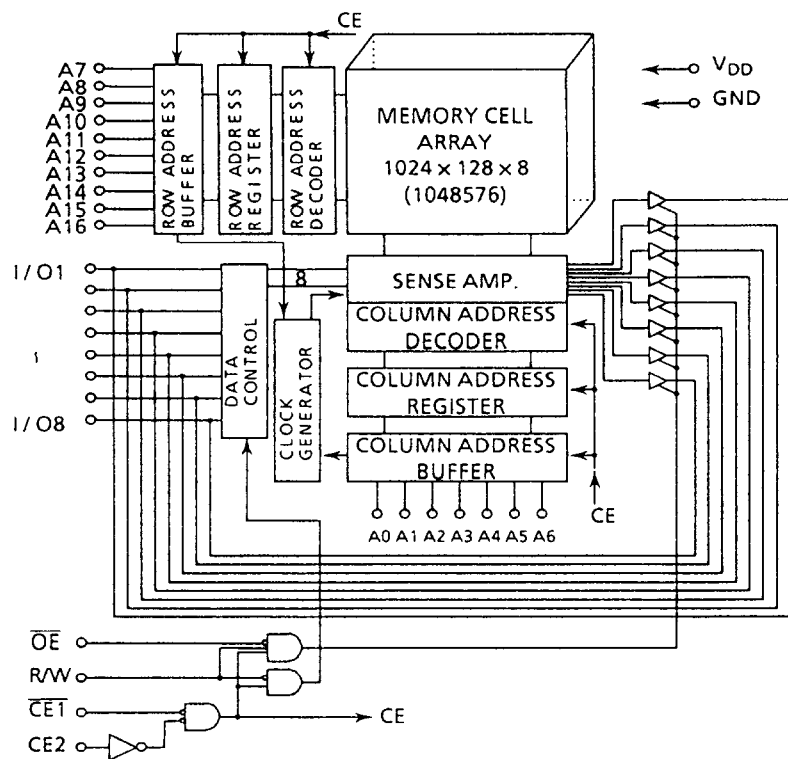 CE
A7
A8
A9
A10
A11
A12
A13
A14
A15
A16
ROW ADDRESS
BUFFER
ROW ADDRESS
REGISTER
ROW ADDRESS
DECODER
MEMORY CELL
ARRAY
1024 x 128 x 8
(1048576)
VDD
GND
I/O1
I/O8
DATA
CONTROL
8
CLOCK
GENERATOR
SENSE AMP.
COLUMN ADDRESS
DECODER
COLUMN ADDRESS
REGISTER
COLUMN ADDRESS
BUFFER
A0 A1 A2 A3 A4 A5 A6
CE
OE
R/W
CE1
CE2
CE